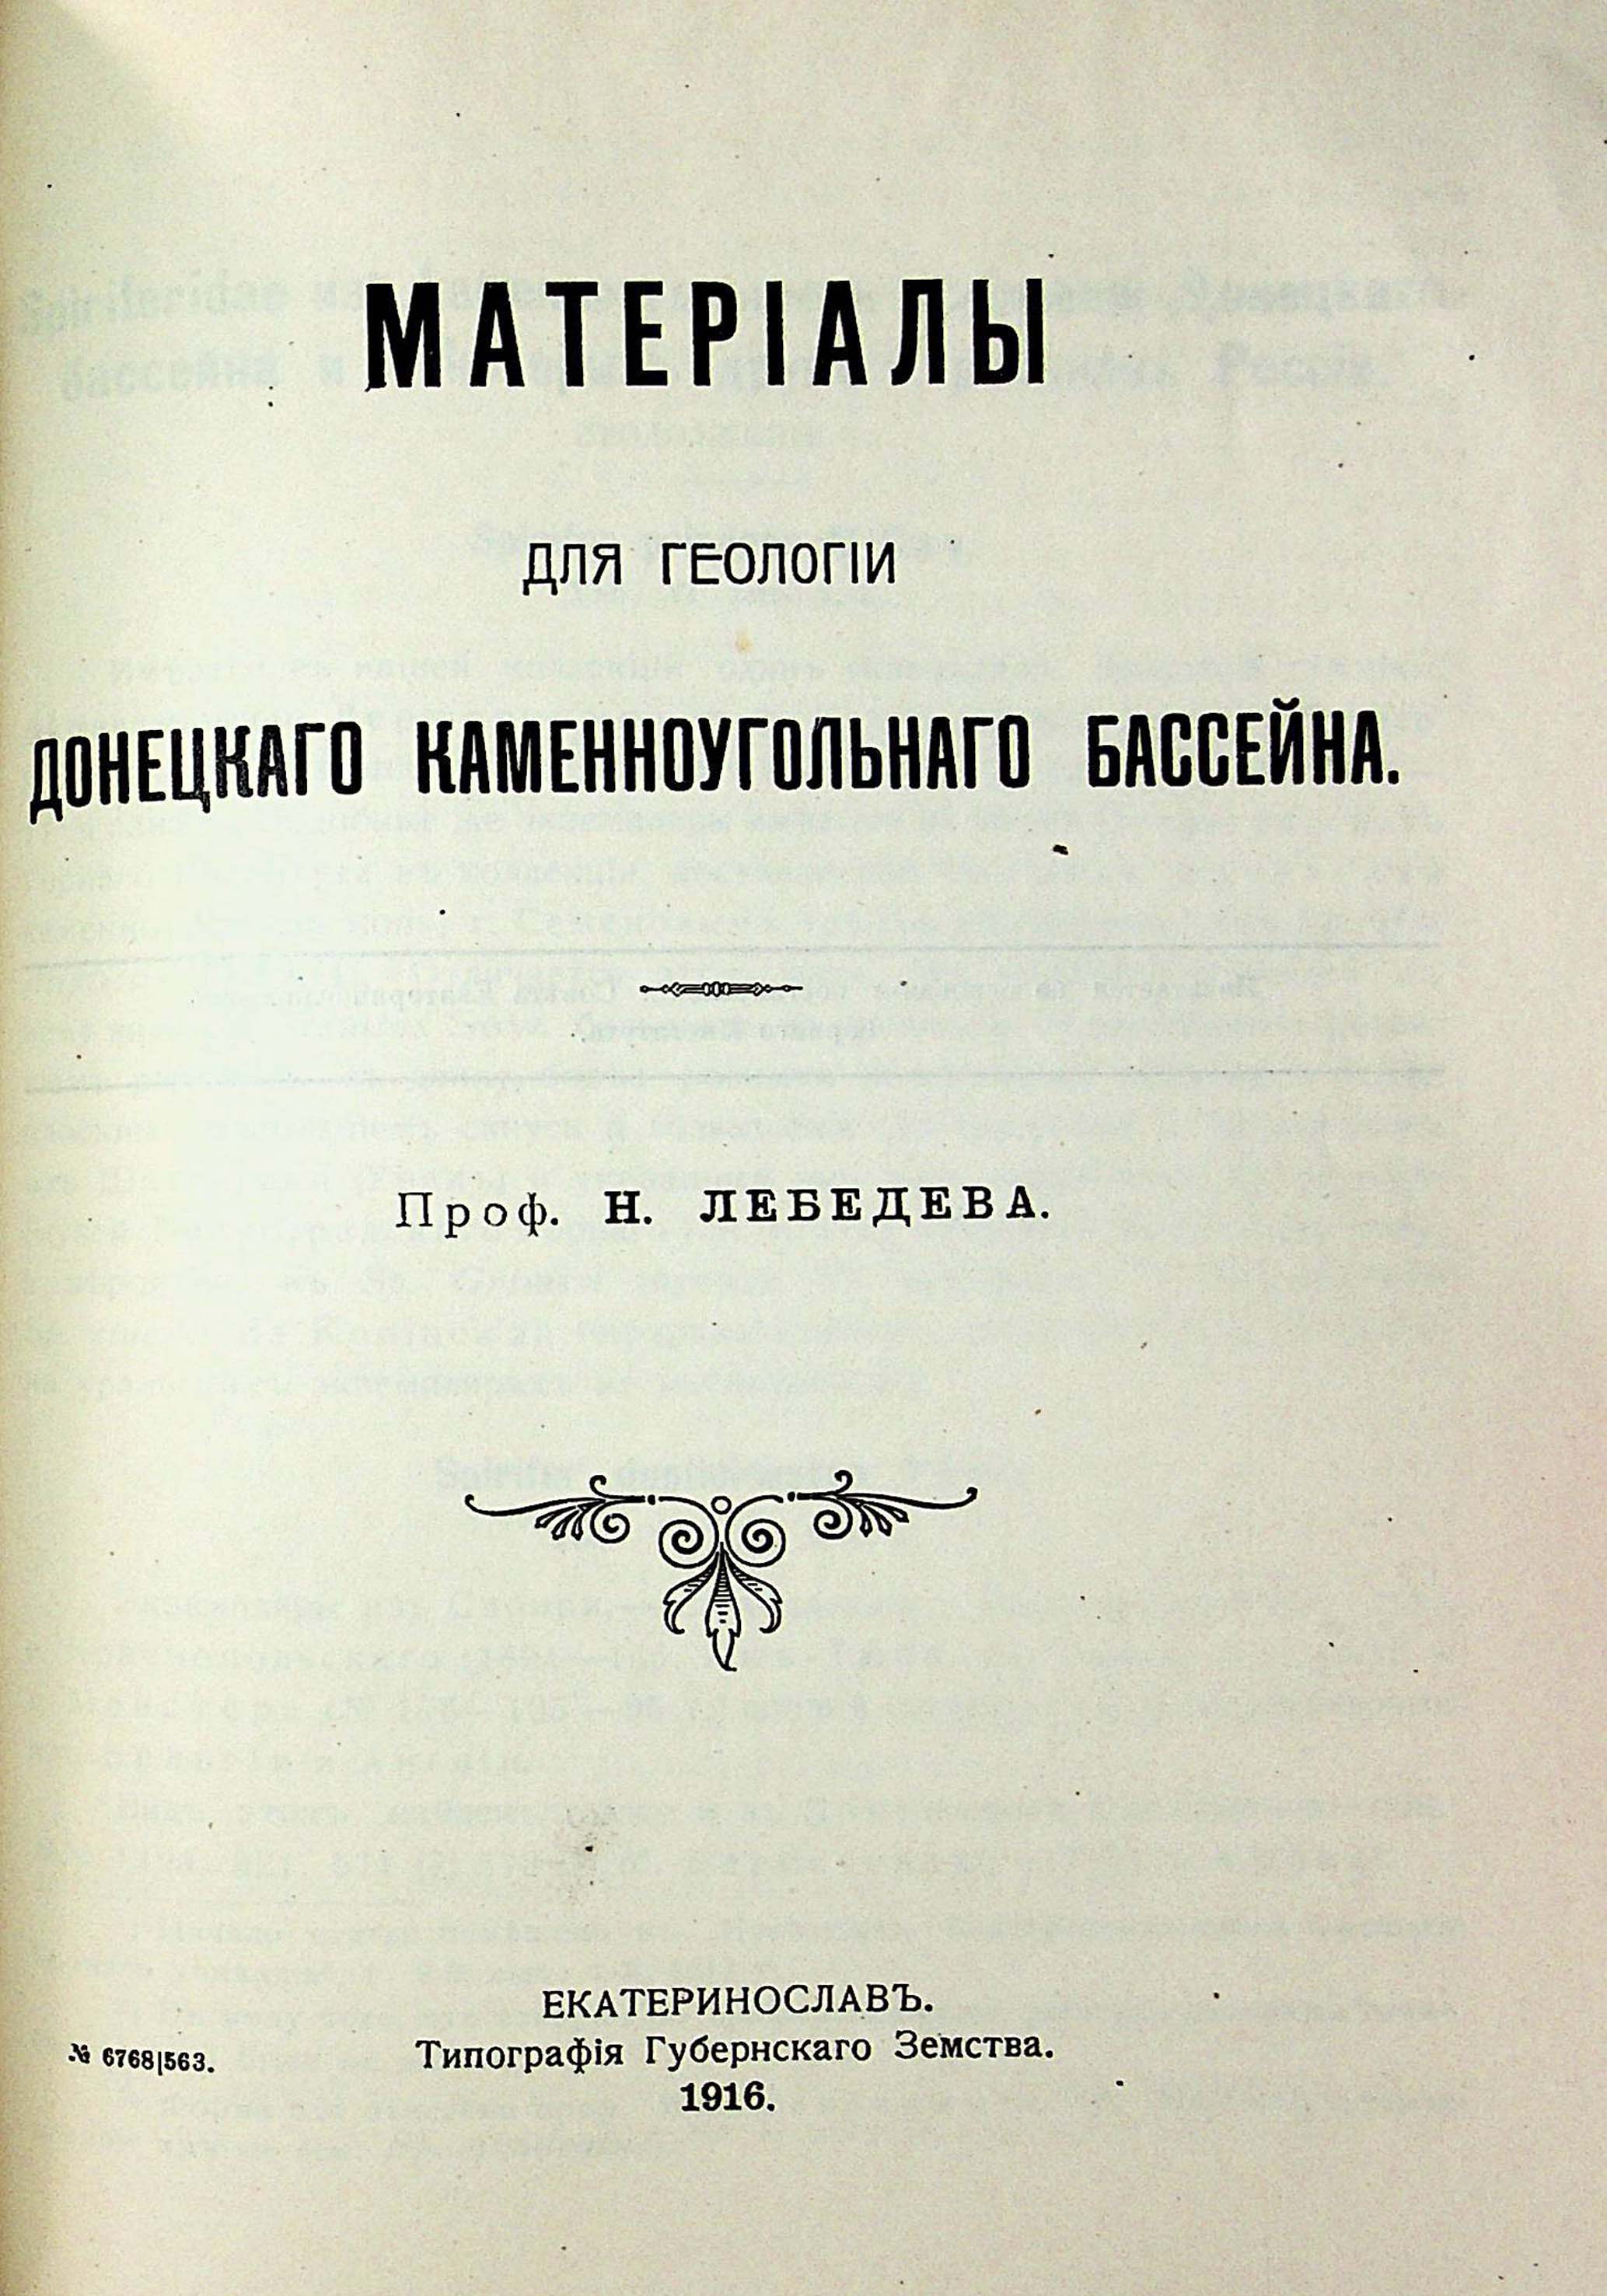 МАТЕРІАЛЫ
ДЛЯ ГЕОЛОГІИ
ДОНЕЦКАГО КАМЕННОУГОЛЬНАГО БАССЕЙНА.
Проф. Н. ЛЕБЕДЕВА.
ЕКАТЕРИНОСЛАВЪ.
№ 6768|563.
Типографія Губернскаго Земства.
1916.